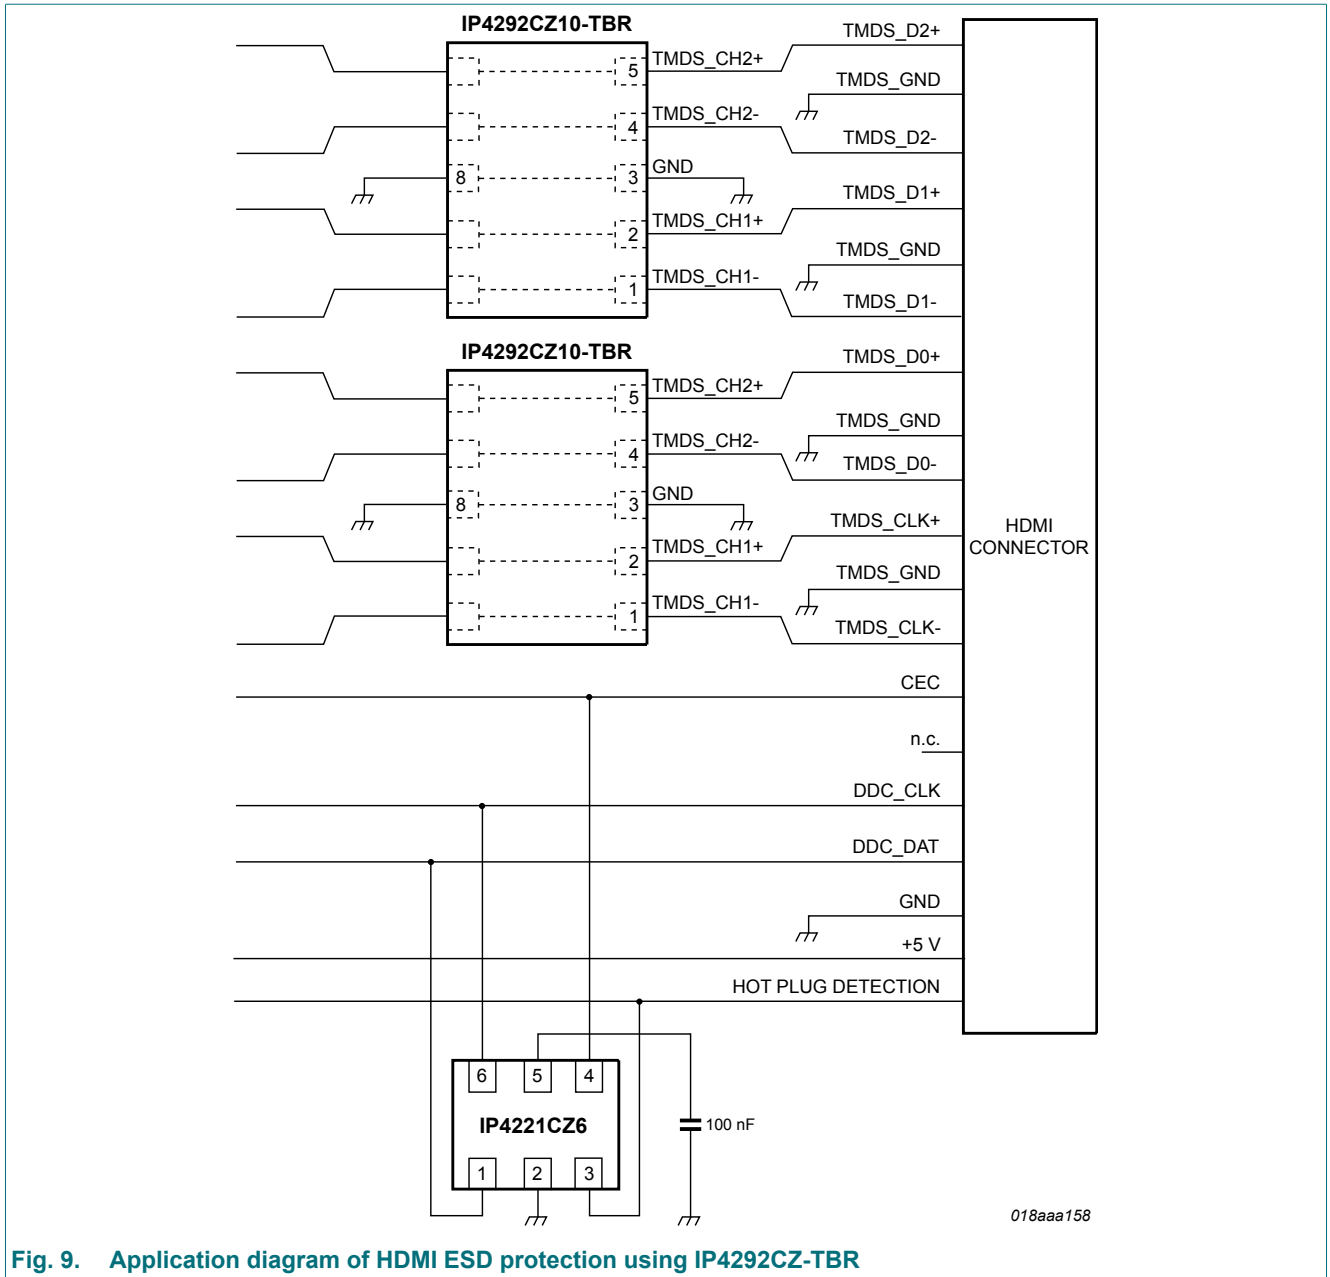 IP4292CZ10-TBR
TMDS_D2+
5
TMDS_CH2+
TMDS_GND
4
TMDS_CH2-
TMDS_D2-
8
3
GND
TMDS_D1+
2
TMDS_CH1+
TMDS_GND
1
TMDS_CH1-
TMDS_D1-
IP4292CZ10-TBR
TMDS_D0+
5
TMDS_CH2+
TMDS_GND
4
TMDS_CH2-
TMDS_D0-
8
3
GND
TMDS_CLK+
HDMI
CONNECTOR
2
TMDS_CH1+
TMDS_GND
1
TMDS_CH1-
TMDS_CLK-
CEC
n.c.
DDC_CLK
DDC_DAT
GND
+5 V
HOT PLUG DETECTION
6
5
4
IP4221CZ6
100 nF
1
2
3
018aaa158
Fig. 9. Application diagram of HDMI ESD protection using IP4292CZ-TBR